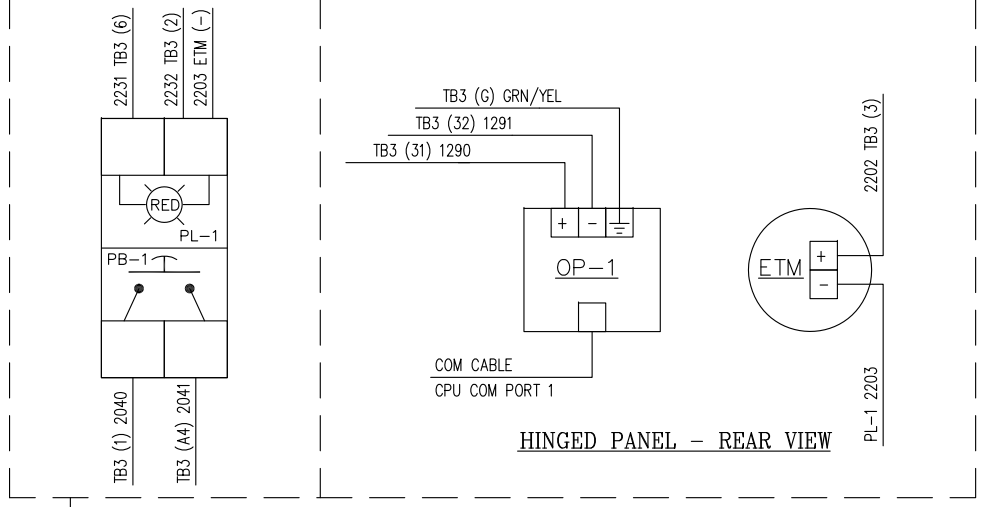 2231 TB3 (6)
2232 TB3 (2)
2203 ETM (-)
RED
PL-1
PB-1
TB3 (1) 2040
TB3 (A4) 2041
TB3 (G) GRN/YEL
TB3 (32) 1291
TB3 (31) 1290
+ -
OP-1
COM CABLE
CPU COM PORT 1
2202 TB3 (3)
ETM
+
-
PL-1 2203
HINGED PANEL - REAR VIEW